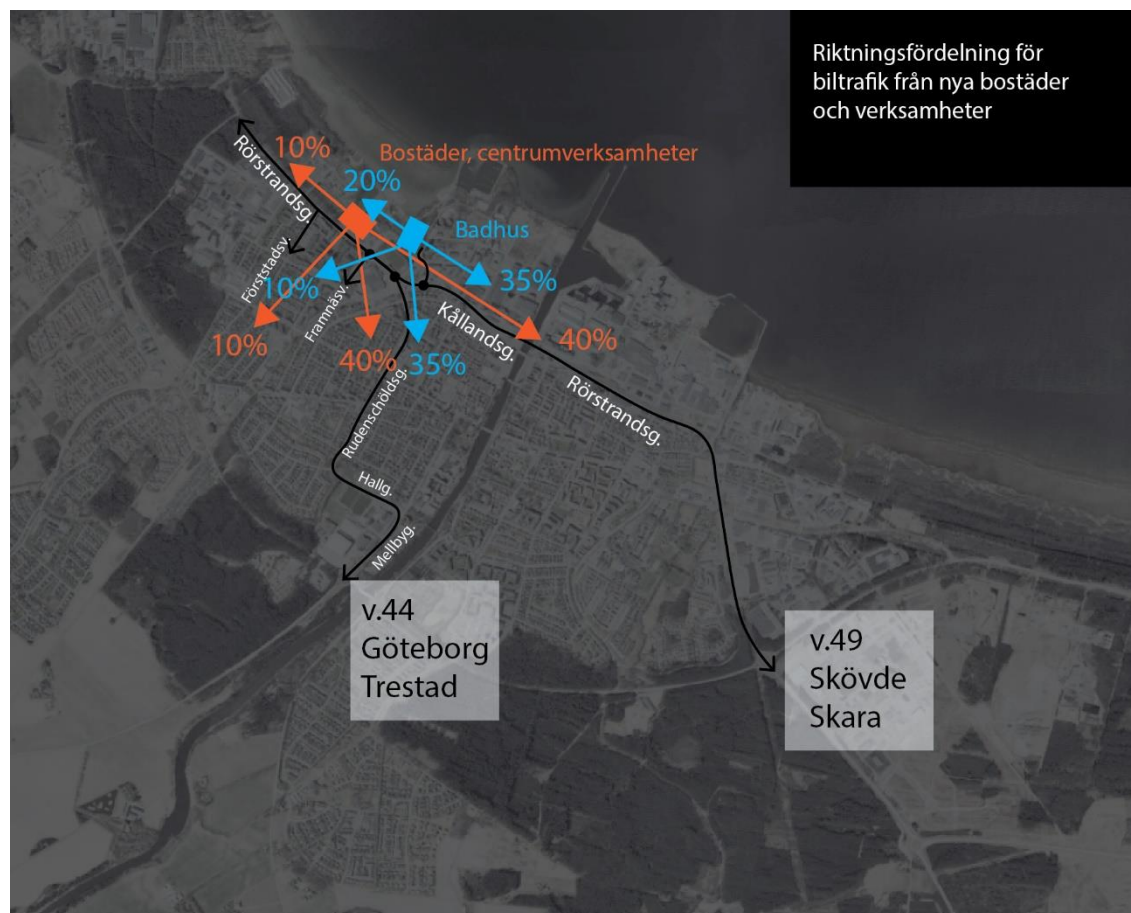 Riktningsfördelning för
biltrafik från nya bostäder
och verksamheter
Rörstrandsg.
10%
Bostäder, centrumverksamheter
20%
Badhus
35%
Förststadsv.
10%
Framnäsv.
10%
40%
35%
Kållandsg.
40%
Rörstrandsg.
Rudenschöldsg.
Hallg.
Mellbyg.
v.44
Göteborg
Trestad
v.49
Skövde
Skara